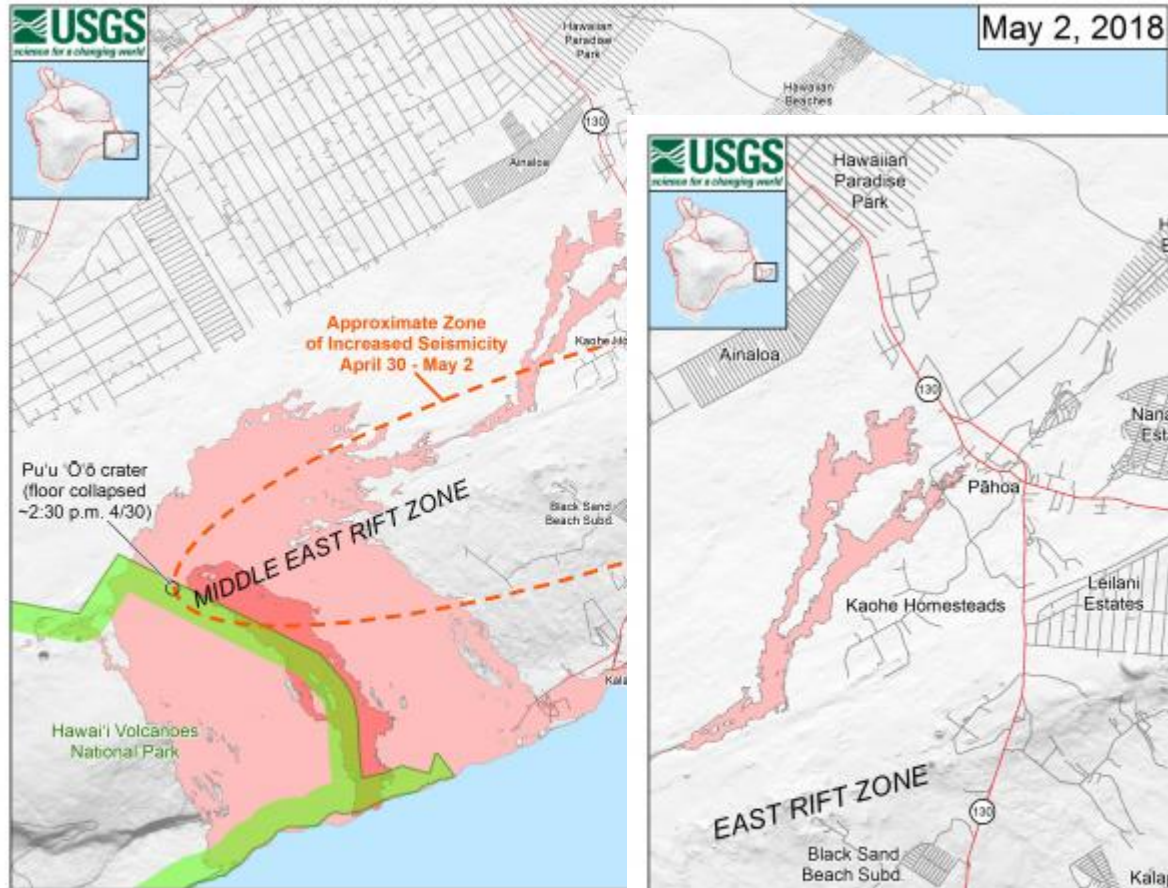 USGS
science for a changing world
May 2, 2018
Hawaiian
Paradise
Park
Hawaiian
Beaches
130
Ainaloa
Approximate Zone
of Increased Seismicity
April 30 - May 2
Pu'u ʻŌʻō crater
(floor collapsed
~2:30 p.m. 4/30)
MIDDLE EAST RIFT ZONE
Black Sand
Beach Subd.
Hawaiʻi Volcanoes
National Park
USGS
science for a changing world
Hawaiian
Paradise
Park
Ainaloa
130
Pāhoa
Leilani
Estates
Kaohe Homesteads
EAST RIFT ZONE
130
Black Sand
Beach Subd.